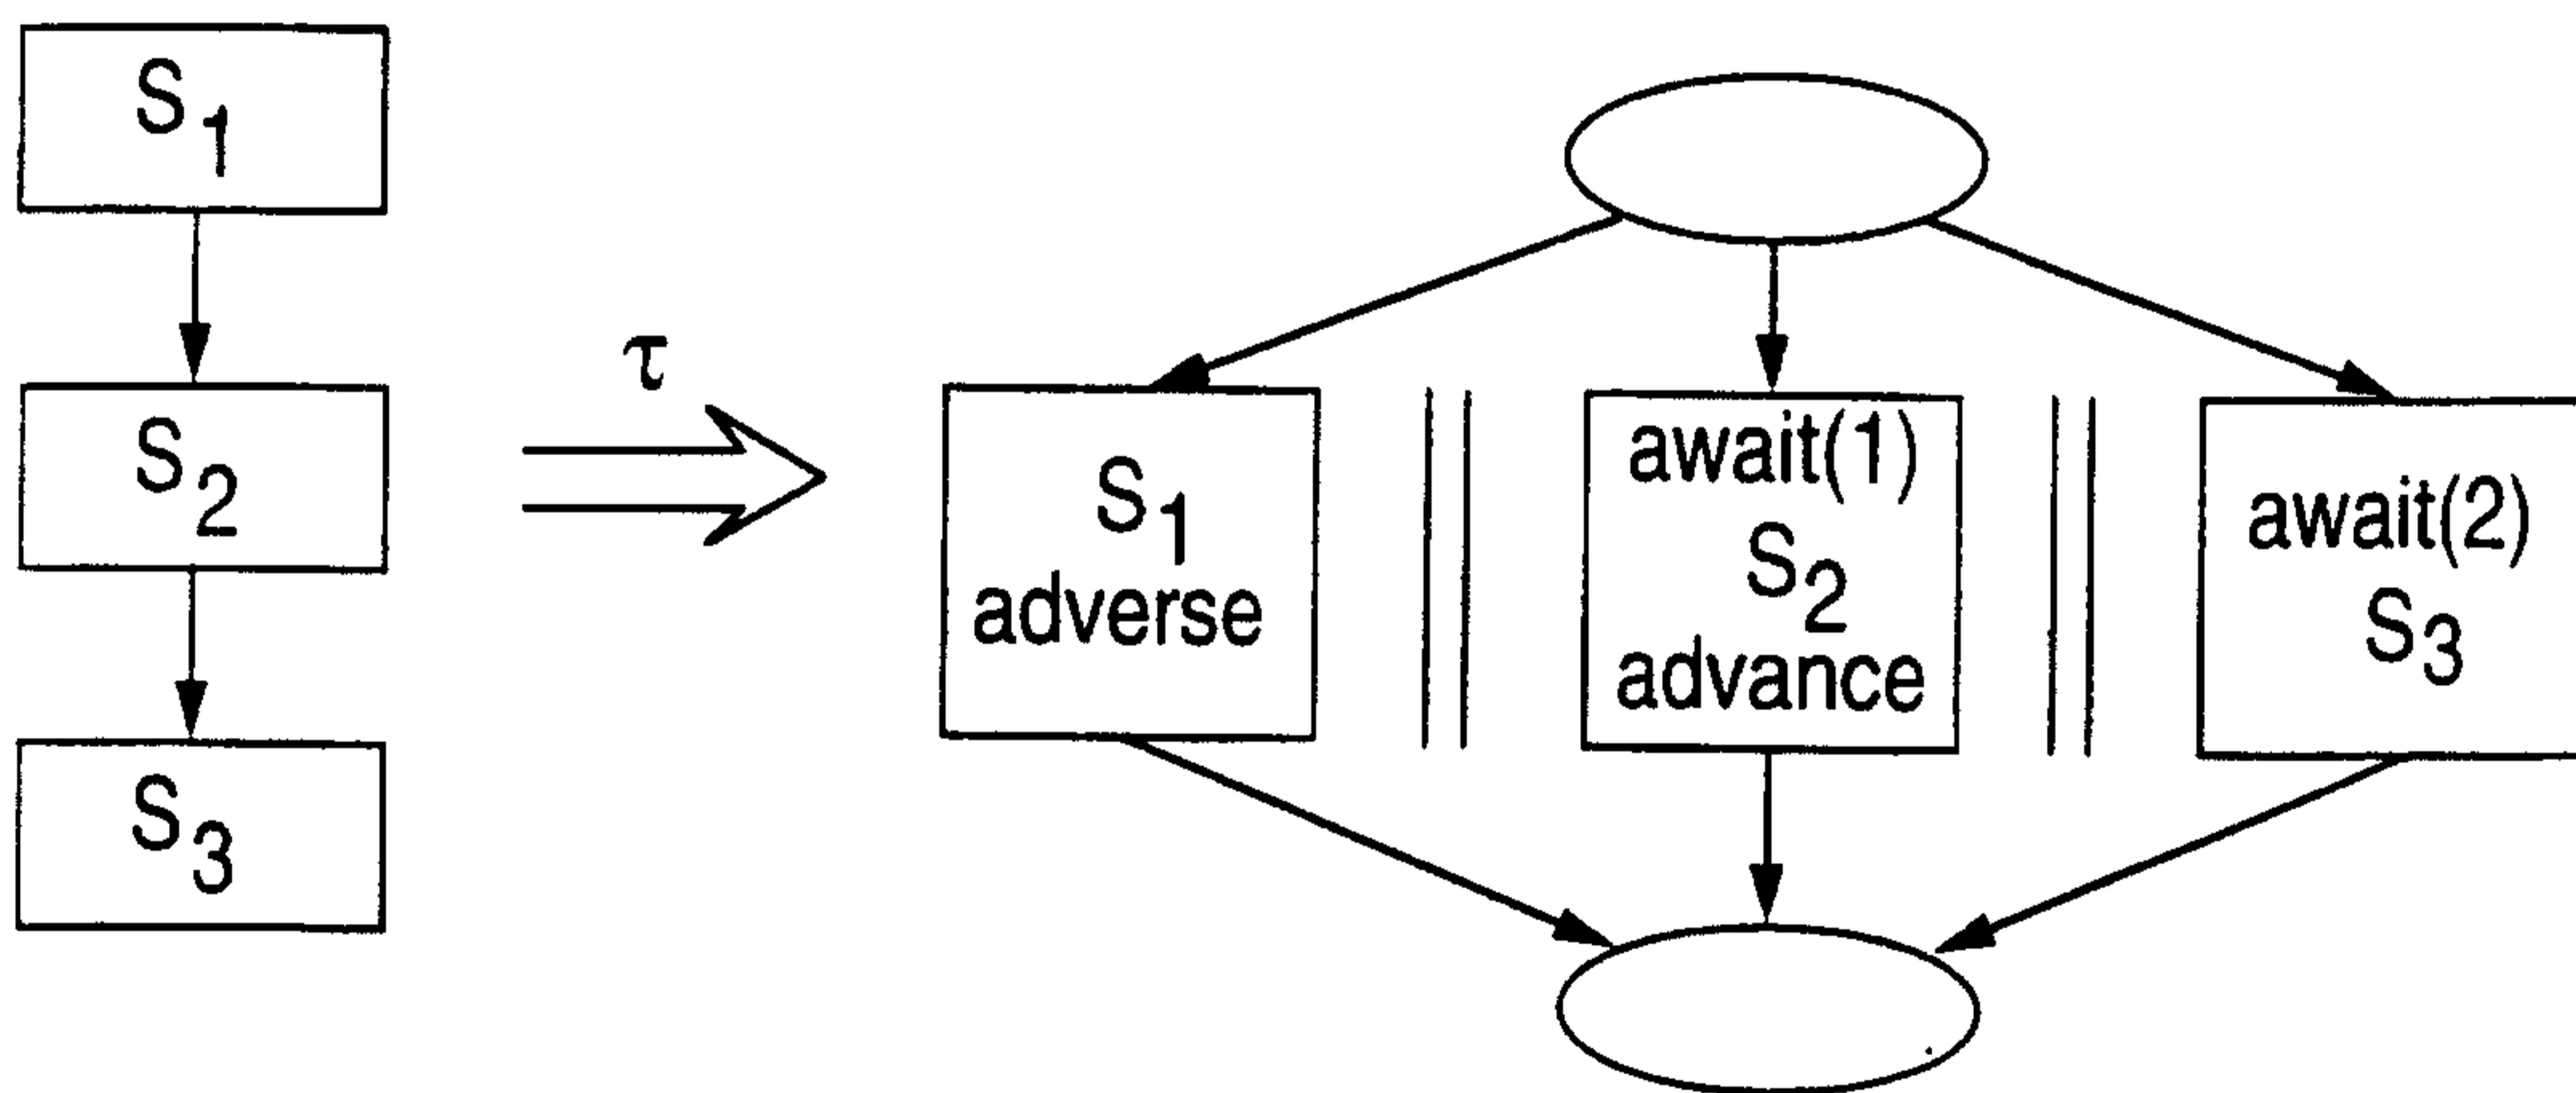 S1
S2
S3
τ
S1
adverse
await(1)
S2
advance
await(2)
S3